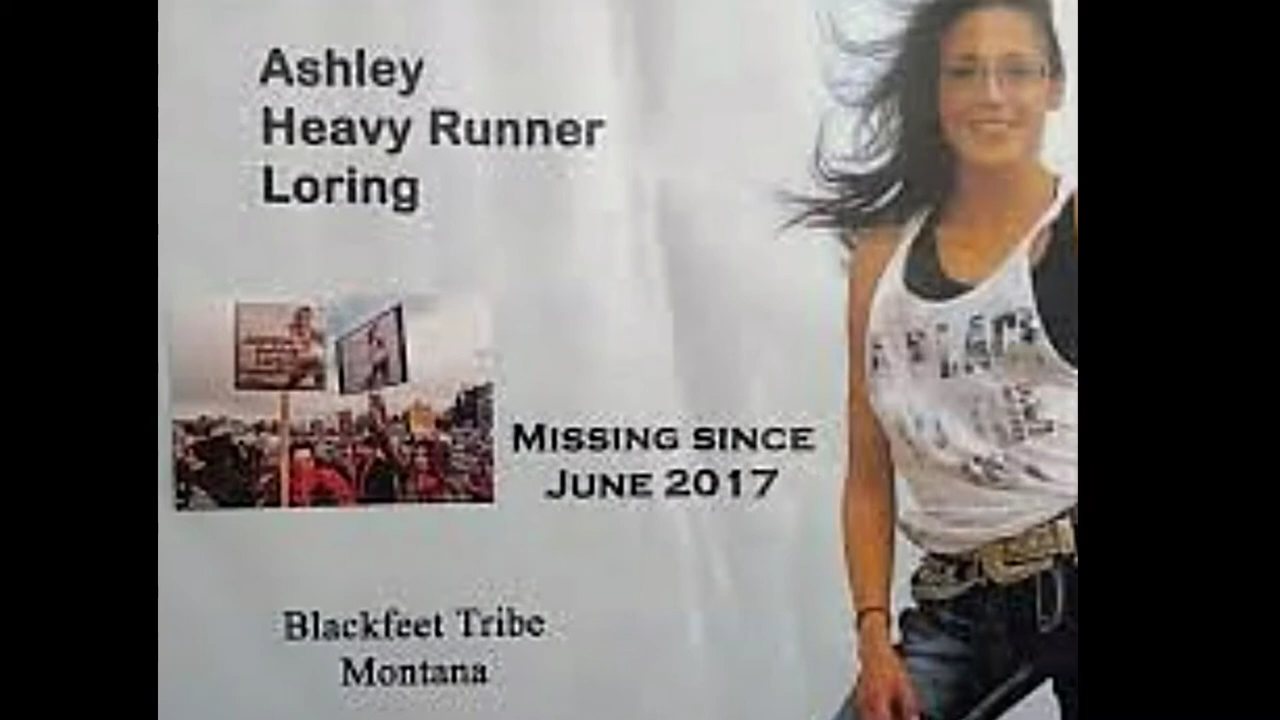 Ashley
Heavy Runner
Loring
MISSING SINCE
JUNE 2017
Blackfeet Tribe
Montana